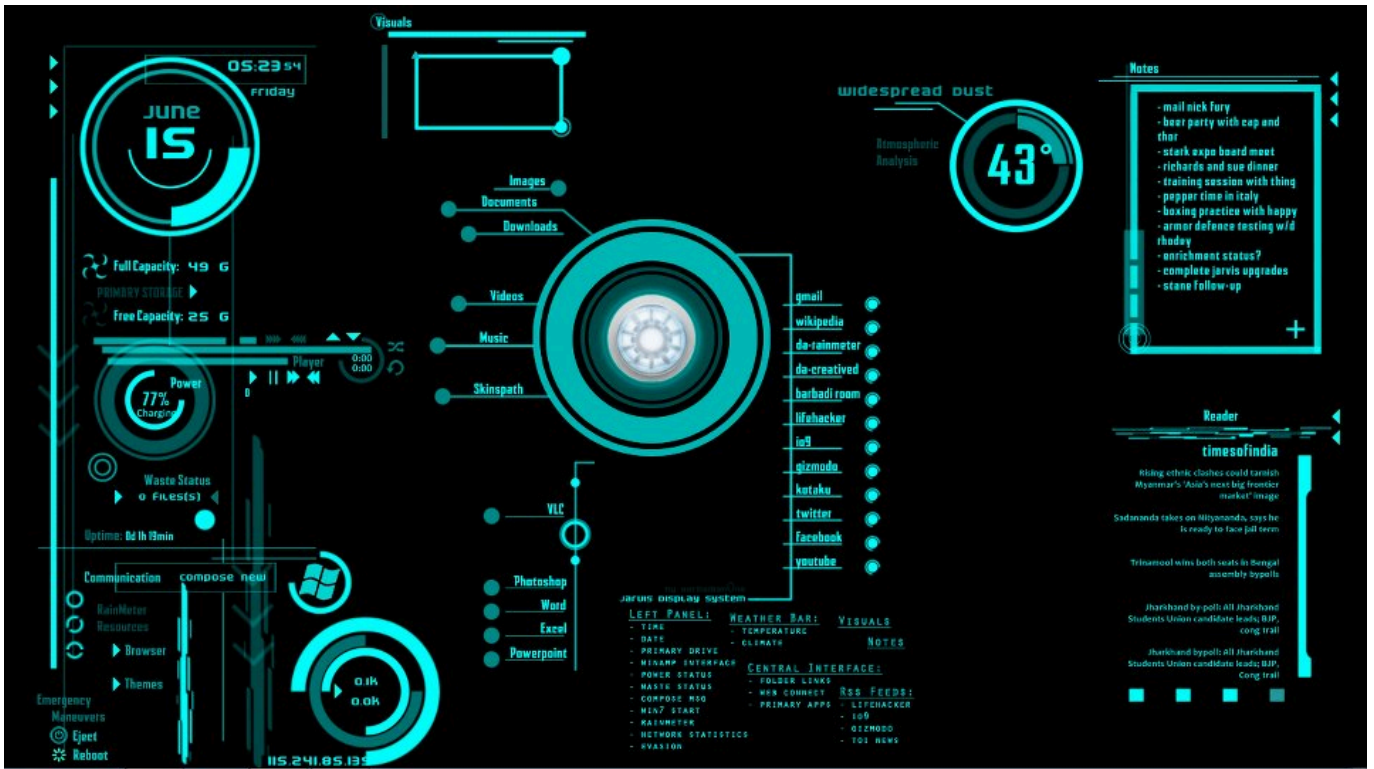 Visuals
05:23 54
Friday
June
15
Full Capacity: 49 G
PRIMARY STORAGE
Free Capacity: 25 G
Player
0:00
0:00
0
Power
77%
Charging
Waste Status
0 File(s)
Uptime: 0d 1h 19min
Communication
compose new
RainMeter
Resources
Browser
Themes
Emergency
Maneuvers
Eject
Reboot
0.1k
0.0k
115.241.85.135
Images
Documents
Downloads
Videos
Music
Skinspath
VLC
Photoshop
Word
Excel
Powerpoint
gmail
wikipedia
da-rainmeter
da-creatived
barbadi room
lifehacker
io9
gizmodo
kotaku
twitter
Facebook
youtube
Jarvis Display System
Left Panel:
- Time
- Date
- Primary Drive
- Winamp Interface
- Power Status
- Waste Status
- Compose Msg
- Win7 Start
- Rainmeter
- Network Statistics
- Evasion
Weather Bar:
- Temperature
- Climate
Visuals
Notes
Central Interface:
- Folder Links
- Web Connect
- Primary Apps
RSS Feeds:
- Lifehacker
- io9
- Gizmodo
- TOI News
widespread dust
Atmospheric
Analysis
43°
Notes
- mail nick fury
- beer party with cap and
thor
- stark expo board meet
- richards and sue dinner
- training session with thing
- pepper time in italy
- boxing practice with happy
- armor defence testing w/d
rhodey
- enrichment status?
- complete jarvis upgrades
- stane follow-up
Reader
timesofindia
Rising ethnic clashes could tarnish
Myanmar's 'Asia's next big frontier
market' image
Sadananda takes on Nityananda, says he
is ready to face jail term
Trinamool wins both seats in Bengal
assembly bypolls
Jharkhand by-poll: All Jharkhand
Students Union candidate leads; BJP,
Cong trail
Jharkhand bypoll: All Jharkhand
Students Union candidate leads; BJP,
Cong trail